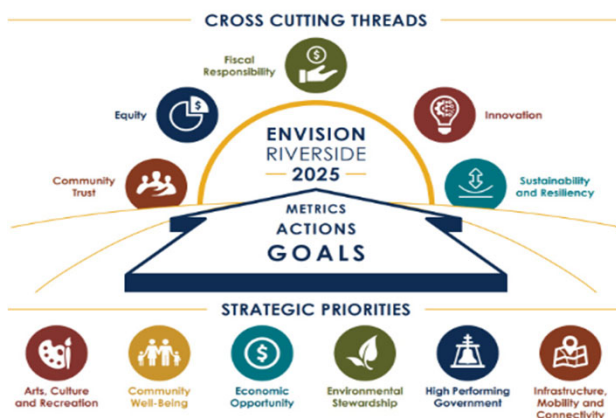 CROSS CUTTING THREADS
Fiscal
Responsibility
Equity
Innovation
Community
Trust
Sustainability
and Resiliency
ENVISION
RIVERSIDE
2025
METRICS
ACTIONS
GOALS
STRATEGIC PRIORITIES
Arts, Culture
and Recreation
Community
Well-Being
Economic
Opportunity
Environmental
Stewardship
High Performing
Government
Infrastructure,
Mobility and
Connectivity